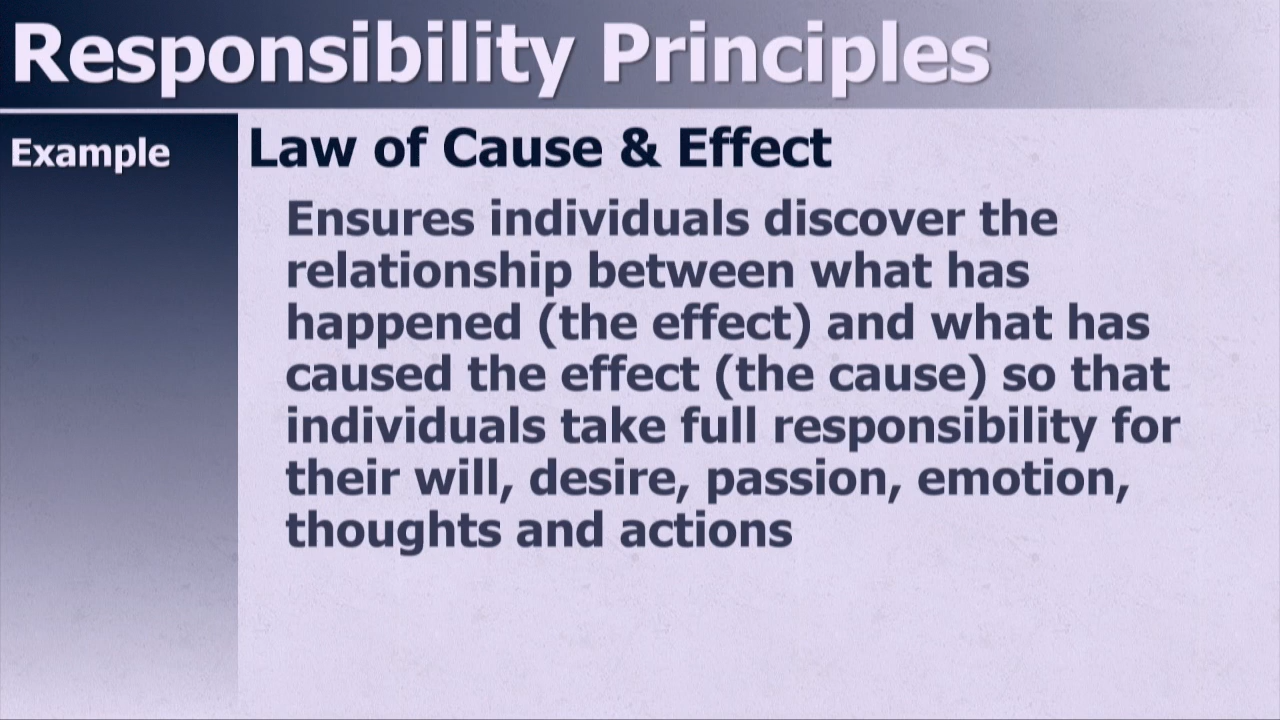 Responsibility Principles
Example
Law of Cause & Effect
Ensures individuals discover the
relationship between what has
happened (the effect) and what has
caused the effect (the cause) so that
individuals take full responsibility for
their will, desire, passion, emotion,
thoughts and actions